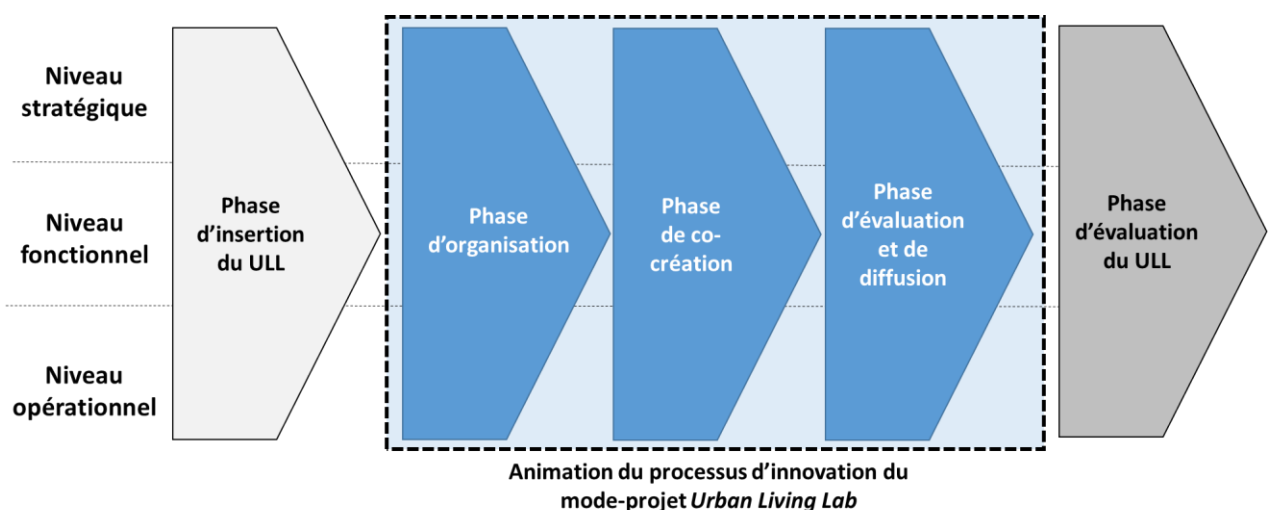 Niveau
stratégique
Niveau
fonctionnel
Niveau
opérationnel
Phase
d’insertion
du ULL
Phase
d’organisation
Phase
de co-
création
Phase
d’évaluation
et de
diffusion
Phase
d’évaluation
du ULL
Animation du processus d’innovation du
mode-projet Urban Living Lab